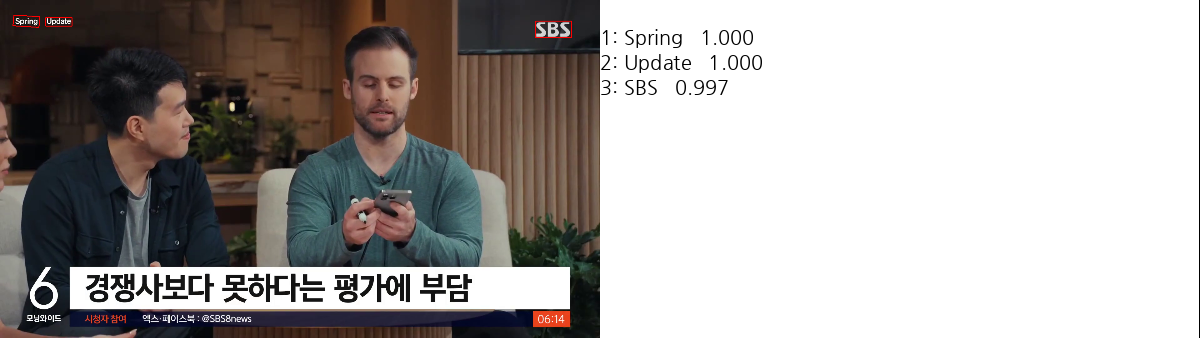 Spring Update
SBS
1: Spring 1.000
2: Update 1.000
3: SBS 0.997
경쟁사보다 못하다는 평가에 부담
6
모닝와이드
시청자 참여 엑스·페이스북 : @SBS8news
06:14